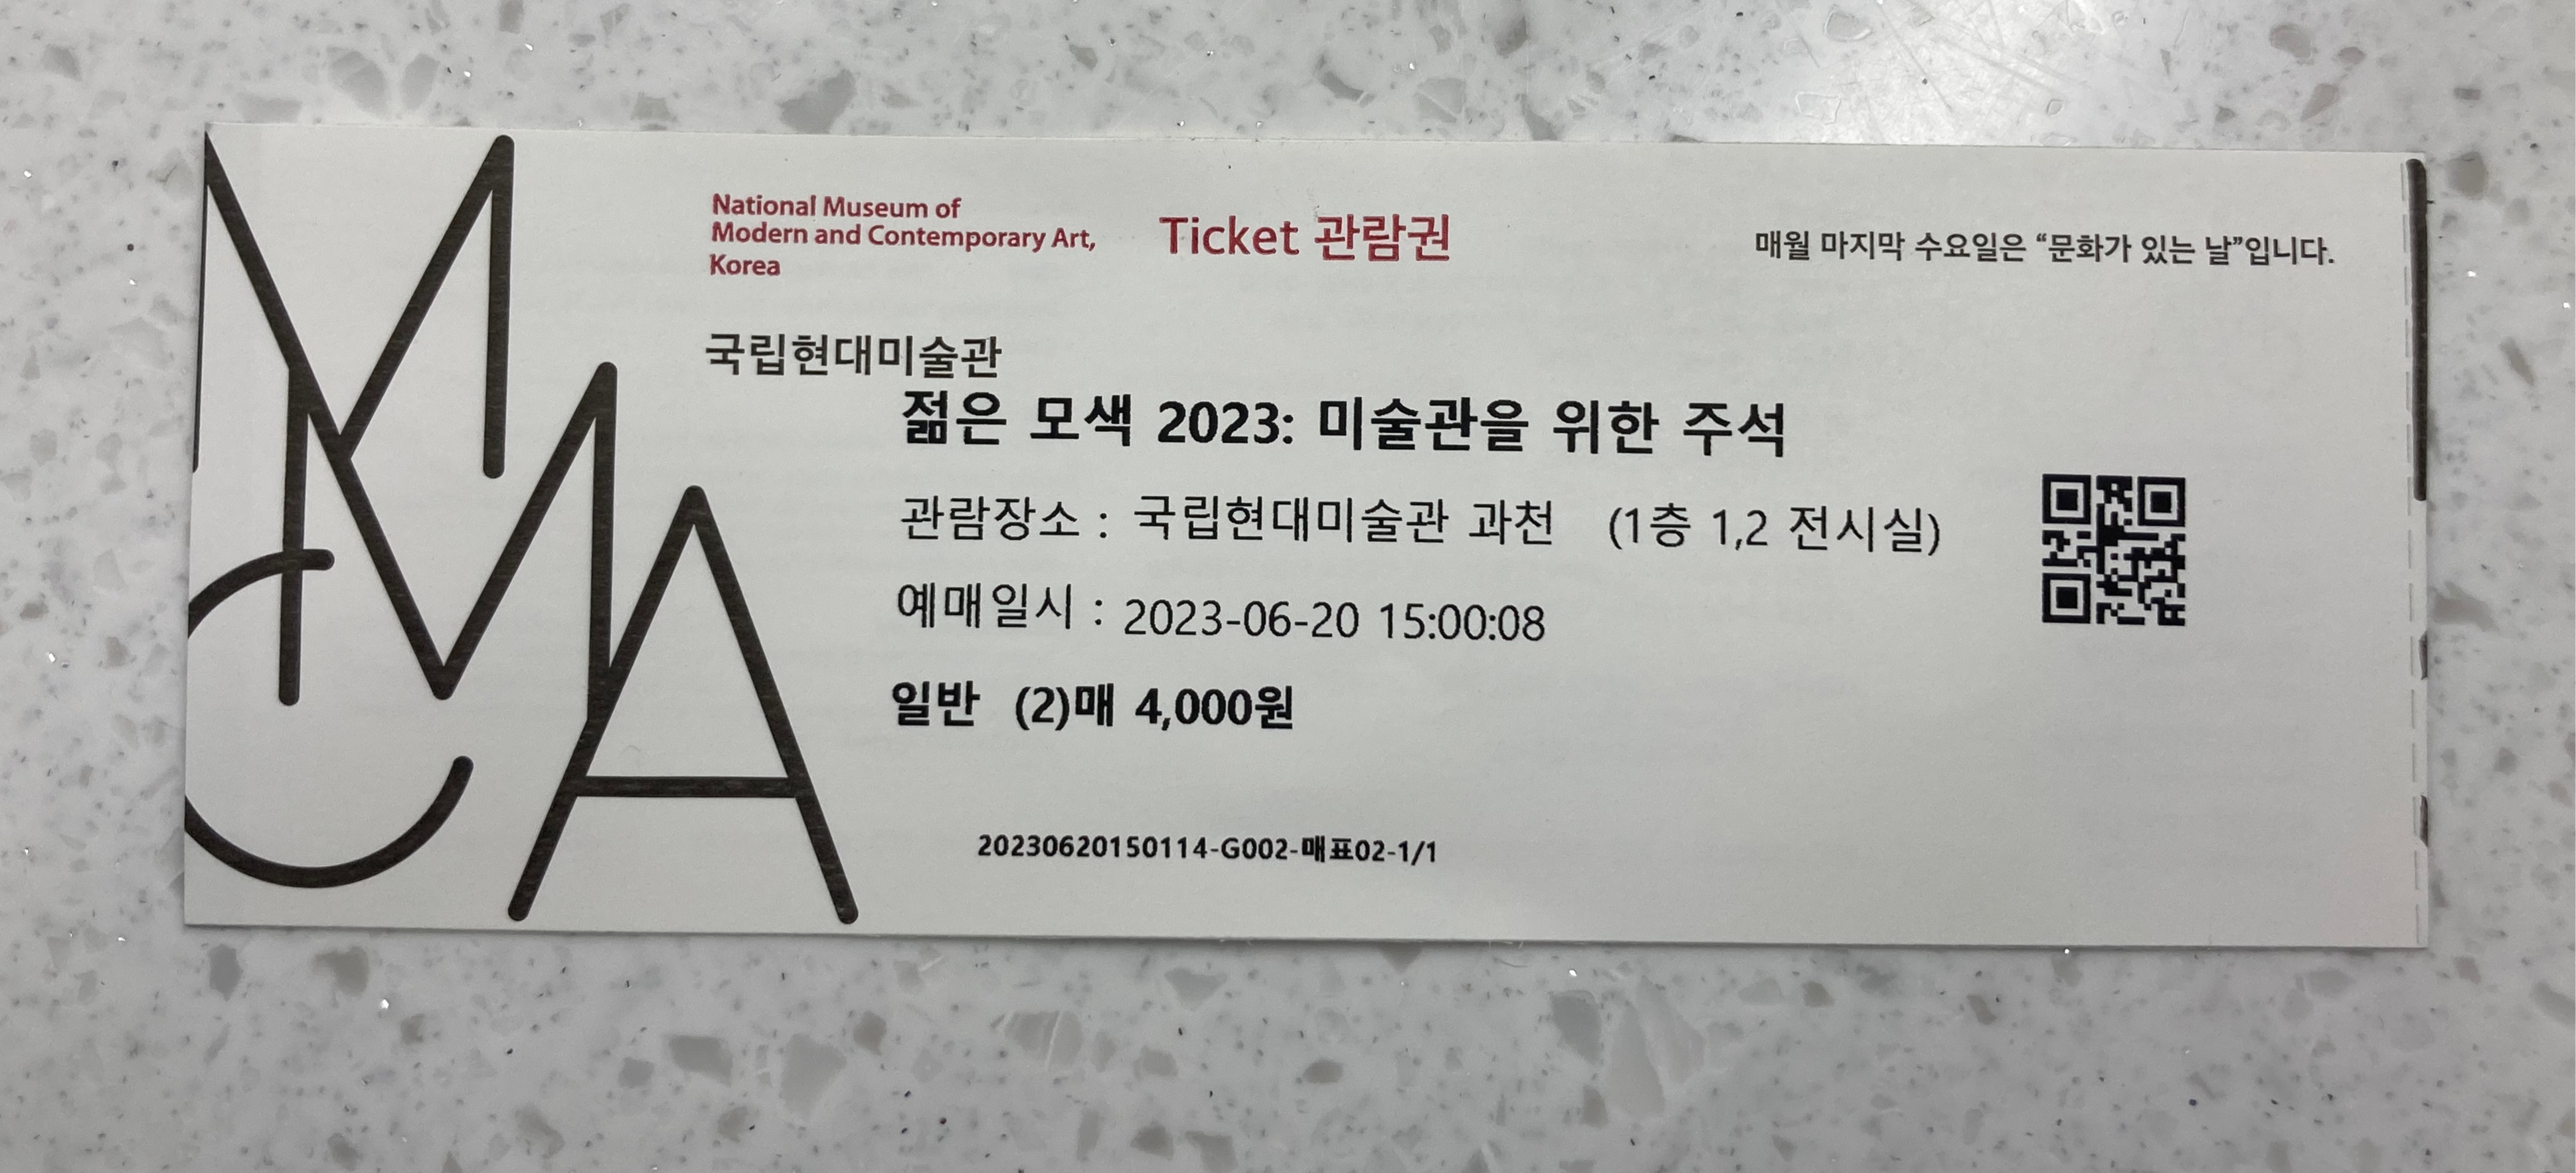 National Museum of
Modern and Contemporary Art,
Korea
Ticket 관람권
매월 마지막 수요일은 “문화가 있는 날”입니다.
국립현대미술관
젊은 모색 2023: 미술관을 위한 주석
관람장소 : 국립현대미술관 과천 (1층 1,2 전시실)
예매일시 : 2023-06-20 15:00:08
일반 (2)매 4,000원
20230620150114-G002-매표02-1/1
MMCA